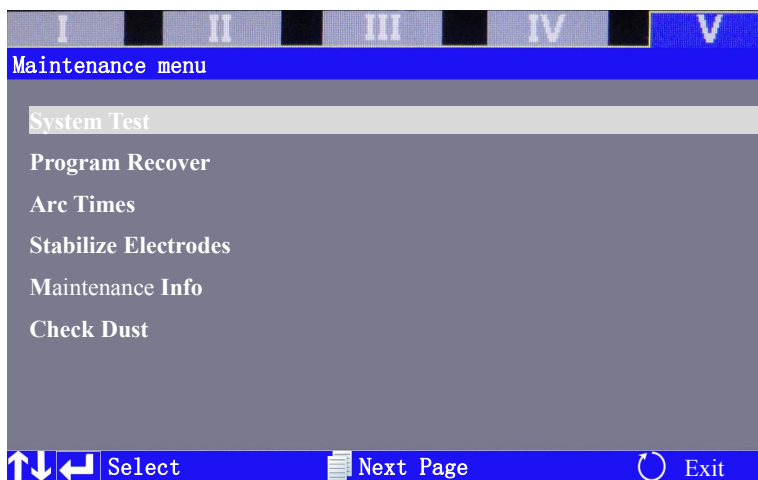 I II III IV V
Maintenance menu
System Test
Program Recover
Arc Times
Stabilize Electrodes
Maintenance Info
Check Dust
Select Next Page Exit